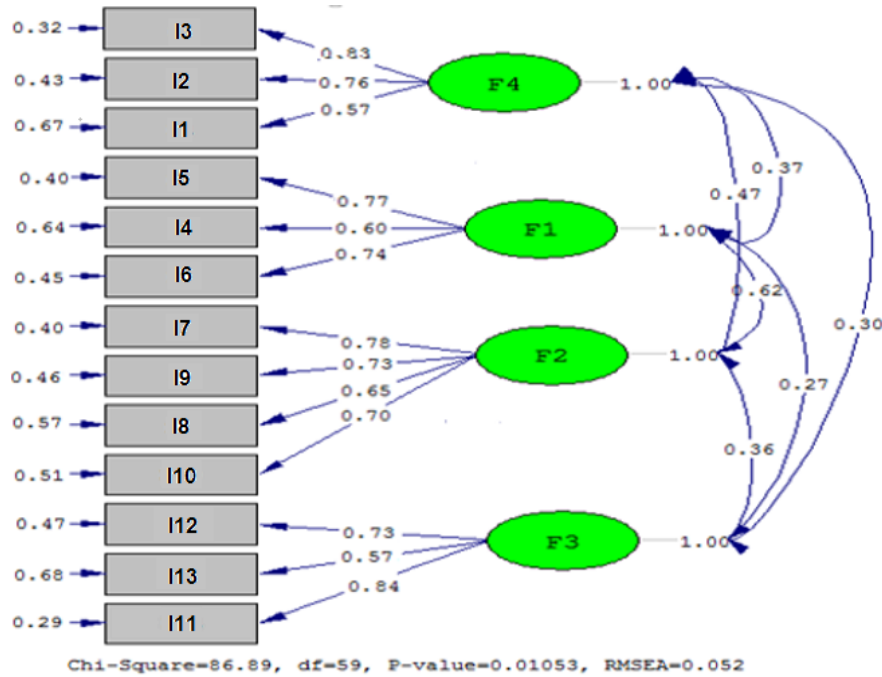 0.32 I3
0.83
0.43 I2 0.76 F4 1.00
0.57
0.67 I1
0.37
0.40 I5
0.47
0.77
0.64 I4 0.60 F1 1.00
0.74
0.45 I6
0.62
0.40 I7
0.30
0.78
0.73 F2 1.00
0.46 I9
0.65
0.27
0.57 I8 0.70
0.36
0.51 I10
0.47 I12
0.73
F3 1.00
0.57
0.68 I13
0.84
0.29 I11
Chi-Square=86.89, df=59, P-value=0.01053, RMSEA=0.052